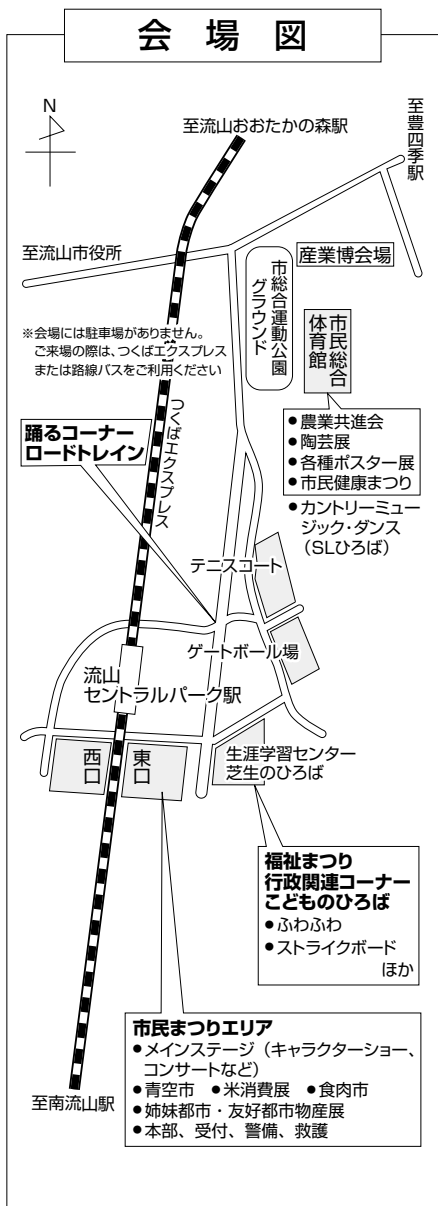 会場図
N
至流山おおたかの森駅
至豊四季駅
至流山市役所
産業博会場
市総合運動公園
グラウンド
市民総合
体育館
※会場には駐車場がありません。
ご来場の際は、つくばエクスプレス
または路線バスをご利用ください
つくばエクスプレス
踊るコーナー
ロードトレイン
●農業共進会
●陶芸展
●各種ポスター展
●市民健康まつり
●カントリーミュー
ジック・ダンス
（SLひろば）
テニスコート
ゲートボール場
流山
セントラルパーク駅
西口
東口
生涯学習センター
芝生のひろば
福祉まつり
行政関連コーナー
こどものひろば
●ふわふわ
●ストライクボード
ほか
市民まつりエリア
●メインステージ（キャラクターショー、
コンサートなど）
●青空市 ●米消費展 ●食肉市
●姉妹都市・友好都市物産展
●本部、受付、警備、救護
至南流山駅